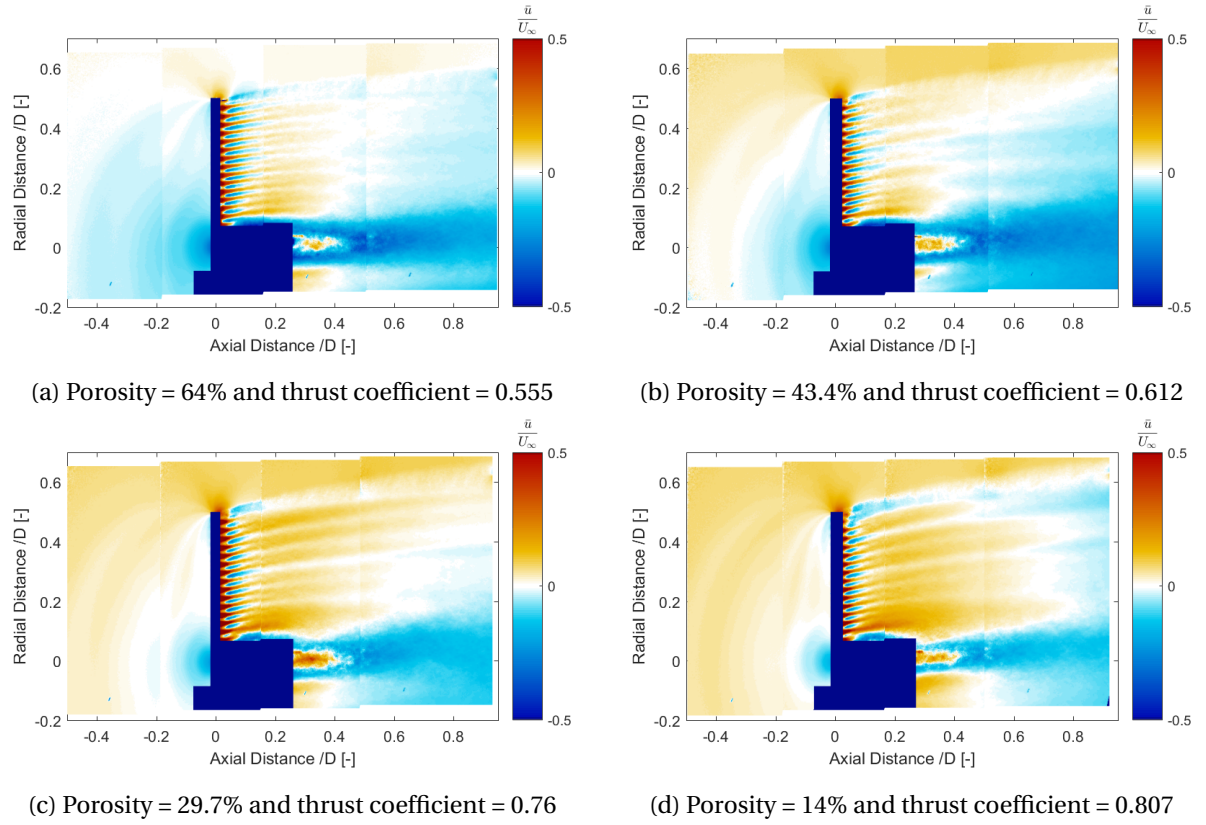 ū/U∞
0.5
0
-0.5
0.6
0.4
0.2
0
-0.2
-0.4 -0.2 0 0.2 0.4 0.6 0.8
Radial Distance /D [-]
Axial Distance /D [-]
(a) Porosity = 64% and thrust coefficient = 0.555
ū/U∞
0.5
0
-0.5
0.6
0.4
0.2
0
-0.2
-0.4 -0.2 0 0.2 0.4 0.6 0.8
Radial Distance /D [-]
Axial Distance /D [-]
(b) Porosity = 43.4% and thrust coefficient = 0.612
ū/U∞
0.5
0
-0.5
0.6
0.4
0.2
0
-0.2
-0.4 -0.2 0 0.2 0.4 0.6 0.8
Radial Distance /D [-]
Axial Distance /D [-]
(c) Porosity = 29.7% and thrust coefficient = 0.76
ū/U∞
0.5
0
-0.5
0.6
0.4
0.2
0
-0.2
-0.4 -0.2 0 0.2 0.4 0.6 0.8
Radial Distance /D [-]
Axial Distance /D [-]
(d) Porosity = 14% and thrust coefficient = 0.807